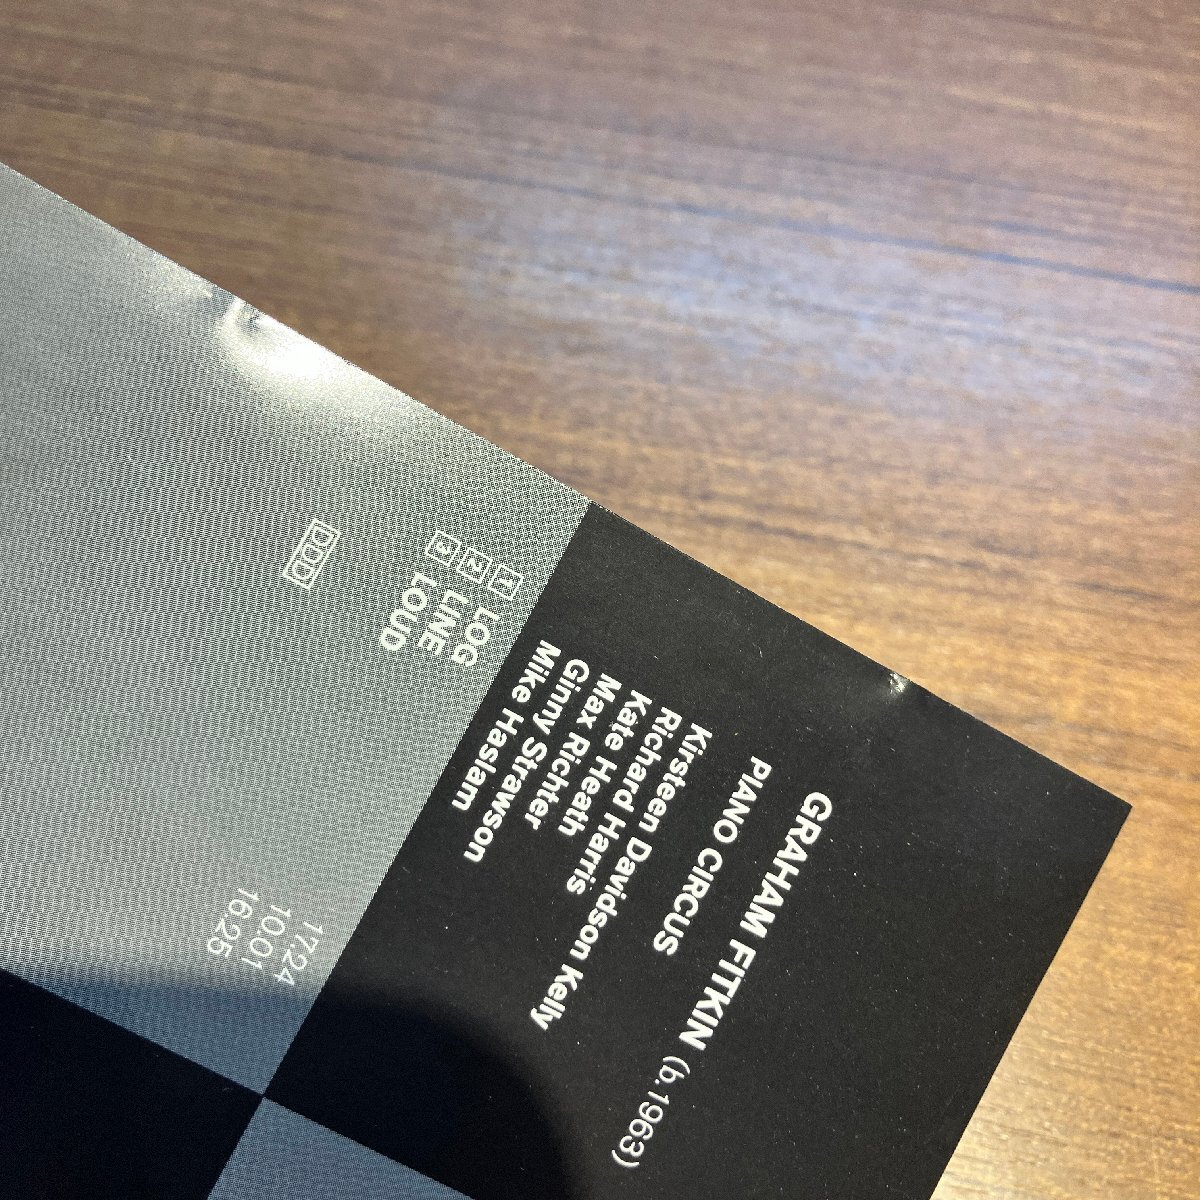 GRAHAM FITKIN (b.1963)
PIANO CIRCUS
Kirsteen Davidson Kelly
Richard Harris
Kate Heath
Max Richter
Ginny Strawson
Mike Haslam
1 LOG 17.24
2 LINE 10.01
3 LOUD 16.25
DDD